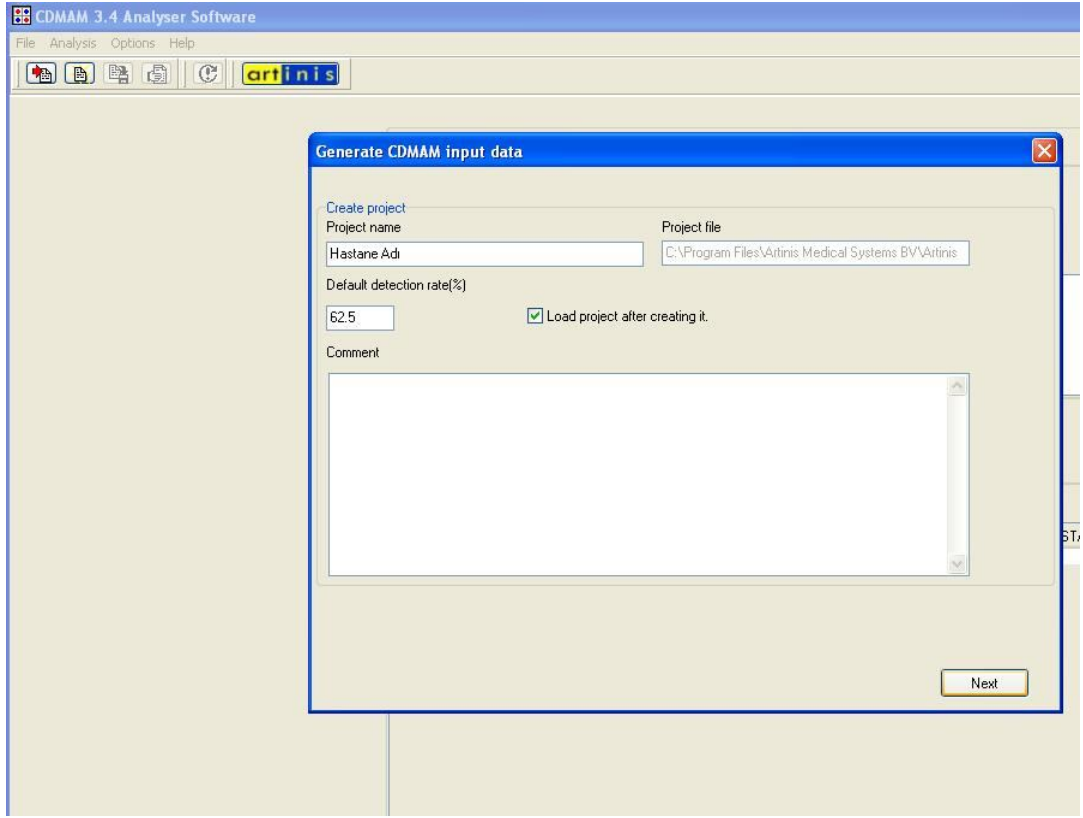 CDMAM 3.4 Analyser Software
File Analysis Options Help
artinis
Generate CDMAM input data
Create project
Project name Project file
Hastane Adı C:\Program Files\Artinis Medical Systems BV\Artinis
Default detection rate(%)
62.5 Load project after creating it.
Comment
Next